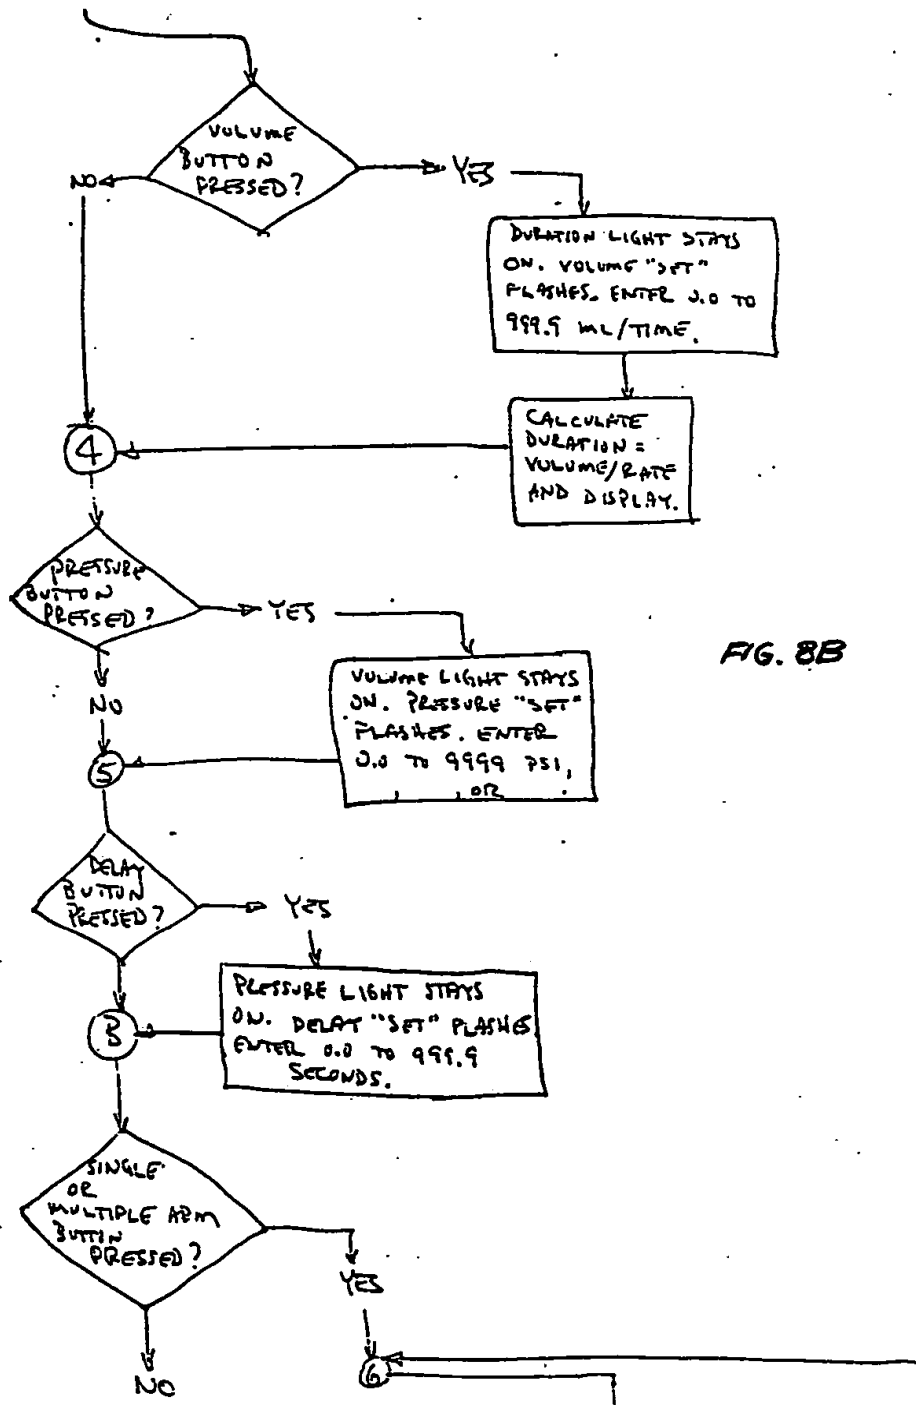 VOLUME
BUTTON
PRESSED?
NO
YES
DURATION LIGHT STAYS
ON. VOLUME "SET"
FLASHES. ENTER 0.0 TO
999.9 ML/TIME.
CALCULATE
DURATION =
VOLUME/RATE
AND DISPLAY.
4
PRESSURE
BUTTON
PRESSED?
YES
NO
VOLUME LIGHT STAYS
ON. PRESSURE "SET"
FLASHES. ENTER
0.0 TO 9999 PSI,
OR
FIG. 8B
5
DELAY
BUTTON
PRESSED?
YES
PRESSURE LIGHT STAYS
ON. DELAY "SET" FLASHES
ENTER 0.0 TO 999.9
SECONDS.
3
SINGLE
OR
MULTIPLE ARM
BUTTON
PRESSED?
YES
NO
6